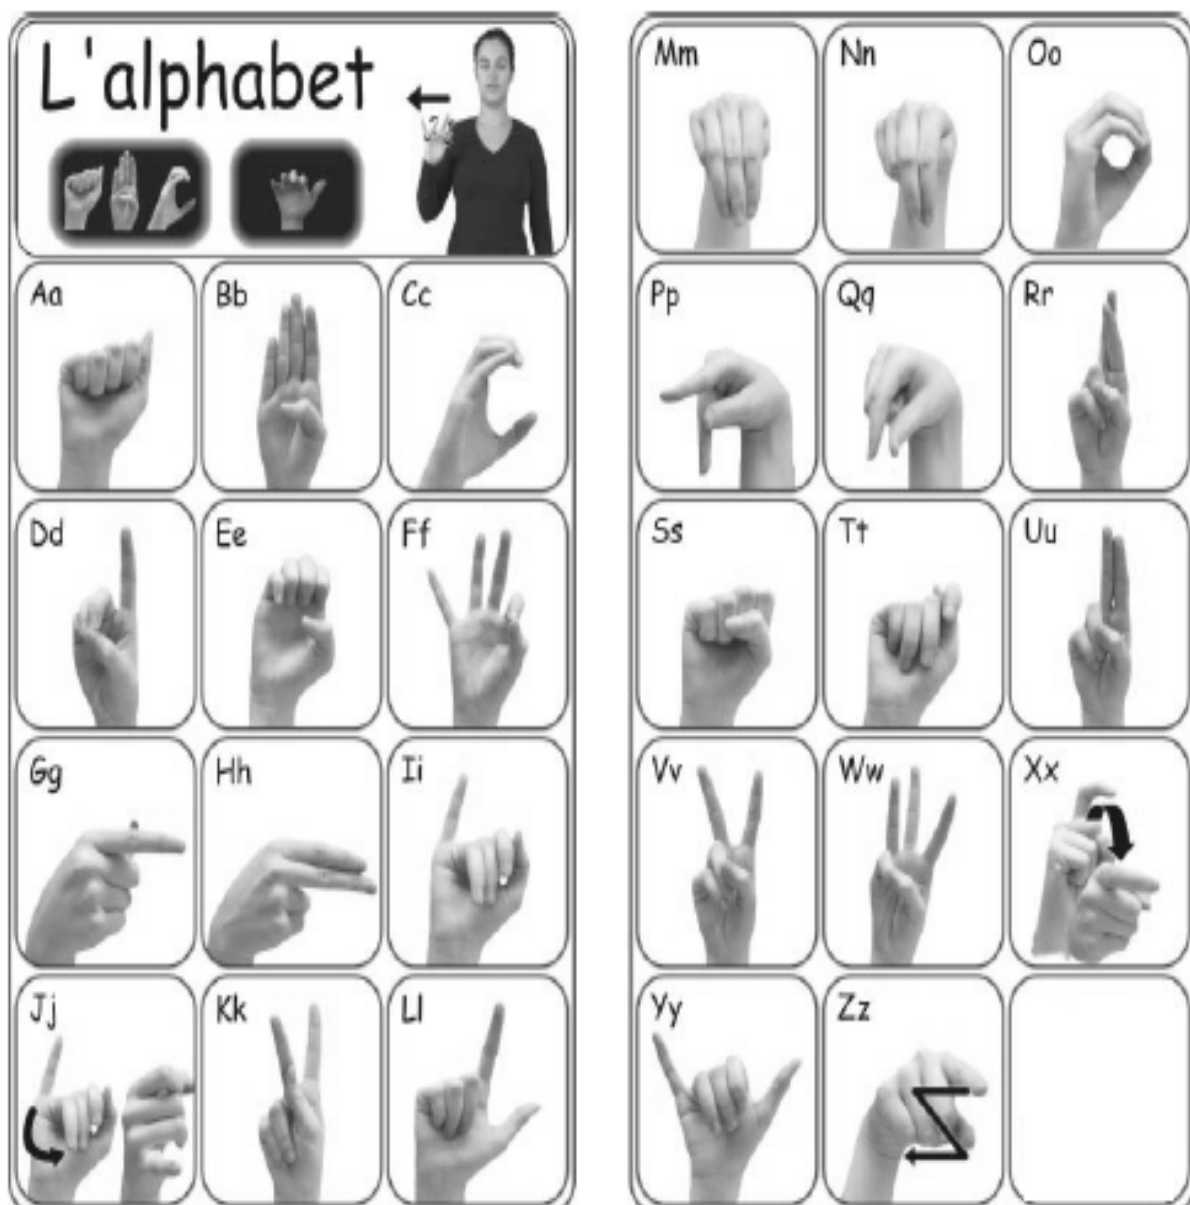 L'alphabet
Aa Bb Cc
Dd Ee Ff
Gg Hh Ii
Jj Kk Ll
Mm Nn Oo
Pp Qq Rr
Ss Tt Uu
Vv Ww Xx
Yy Zz